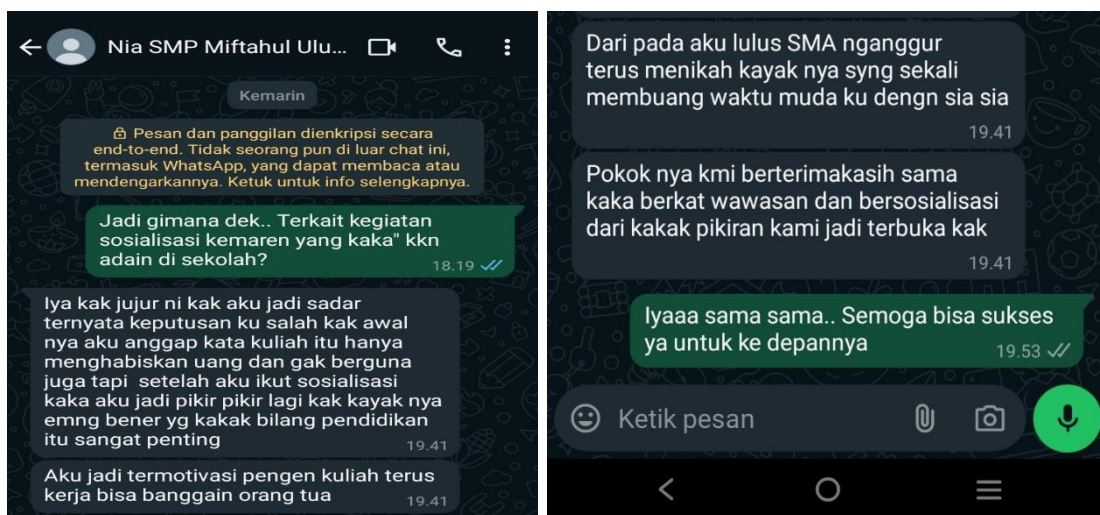 Nia SMP Miftahul Ulu...
Kemarin
Pesan dan panggilan dienkripsi secara
end-to-end. Tidak seorang pun di luar chat ini,
termasuk WhatsApp, yang dapat membaca atau
mendengarkannya. Ketuk untuk info selengkapnya.
Jadi gimana dek.. Terkait kegiatan
sosialisasi kemaren yang kaka" kkn
adain di sekolah?
18.19
Iya kak jujur ni kak aku jadi sadar
ternyata keputusan ku salah kak awal
nya aku anggap kata kuliah itu hanya
menghabiskan uang dan gak berguna
juga tapi setelah aku ikut sosialisasi
kaka aku jadi pikir pikir lagi kak kayak nya
emng bener yg kakak bilang pendidikan
itu sangat penting
19.41
Aku jadi termotivasi pengen kuliah terus
kerja bisa banggain orang tua
19.41
Dari pada aku lulus SMA nganggur
terus menikah kayak nya syng sekali
membuang waktu muda ku dengn sia sia
19.41
Pokok nya kmi berterimakasih sama
kaka berkat wawasan dan bersosialisasi
dari kakak pikiran kami jadi terbuka kak
19.41
Iyaaa sama sama.. Semoga bisa sukses
ya untuk ke depannya
19.53
Ketik pesan